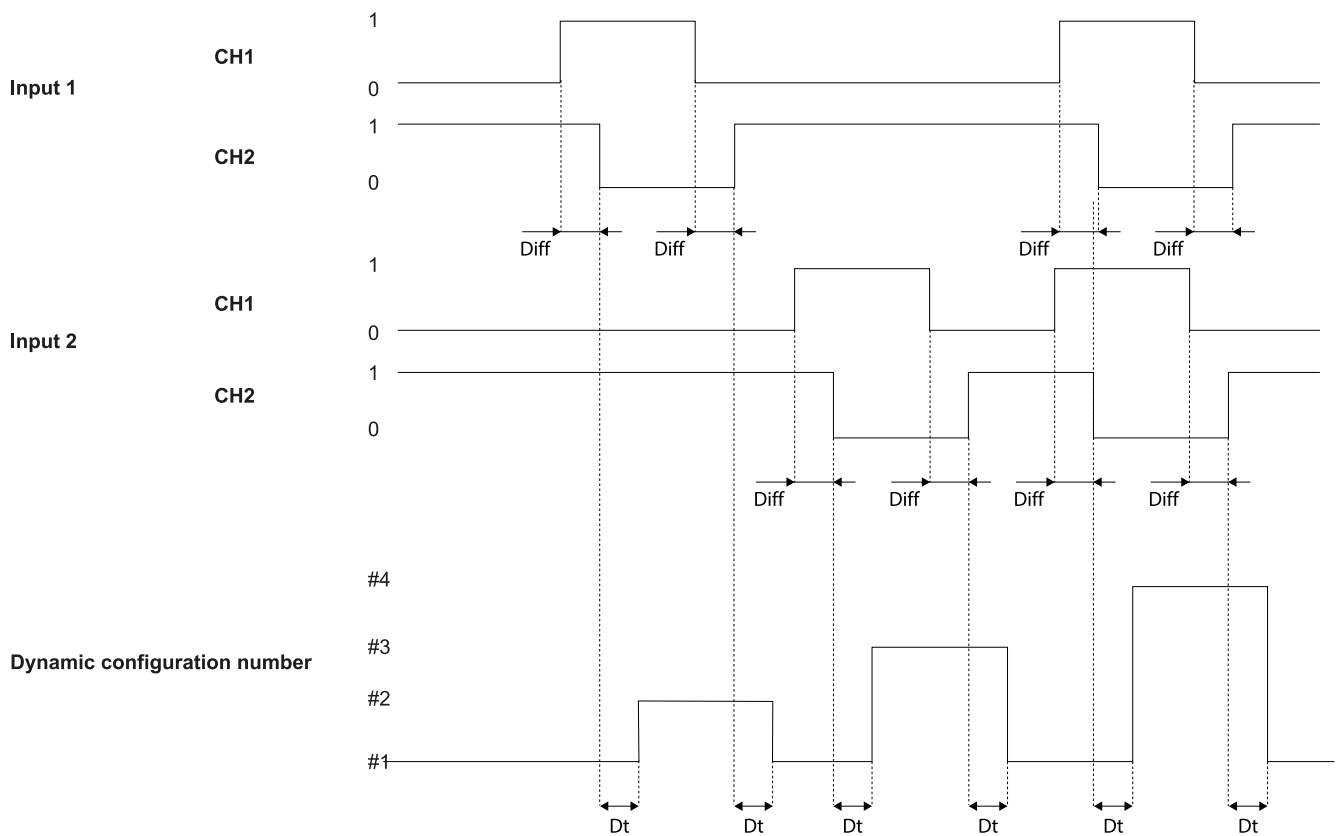 1
CH1
Input 1
0
1
CH2
0
Diff Diff Diff Diff
1
CH1
0
Input 2
1
CH2
0
Diff Diff Diff Diff
#4
#3
Dynamic configuration number
#2
#1
Dt Dt Dt Dt Dt Dt